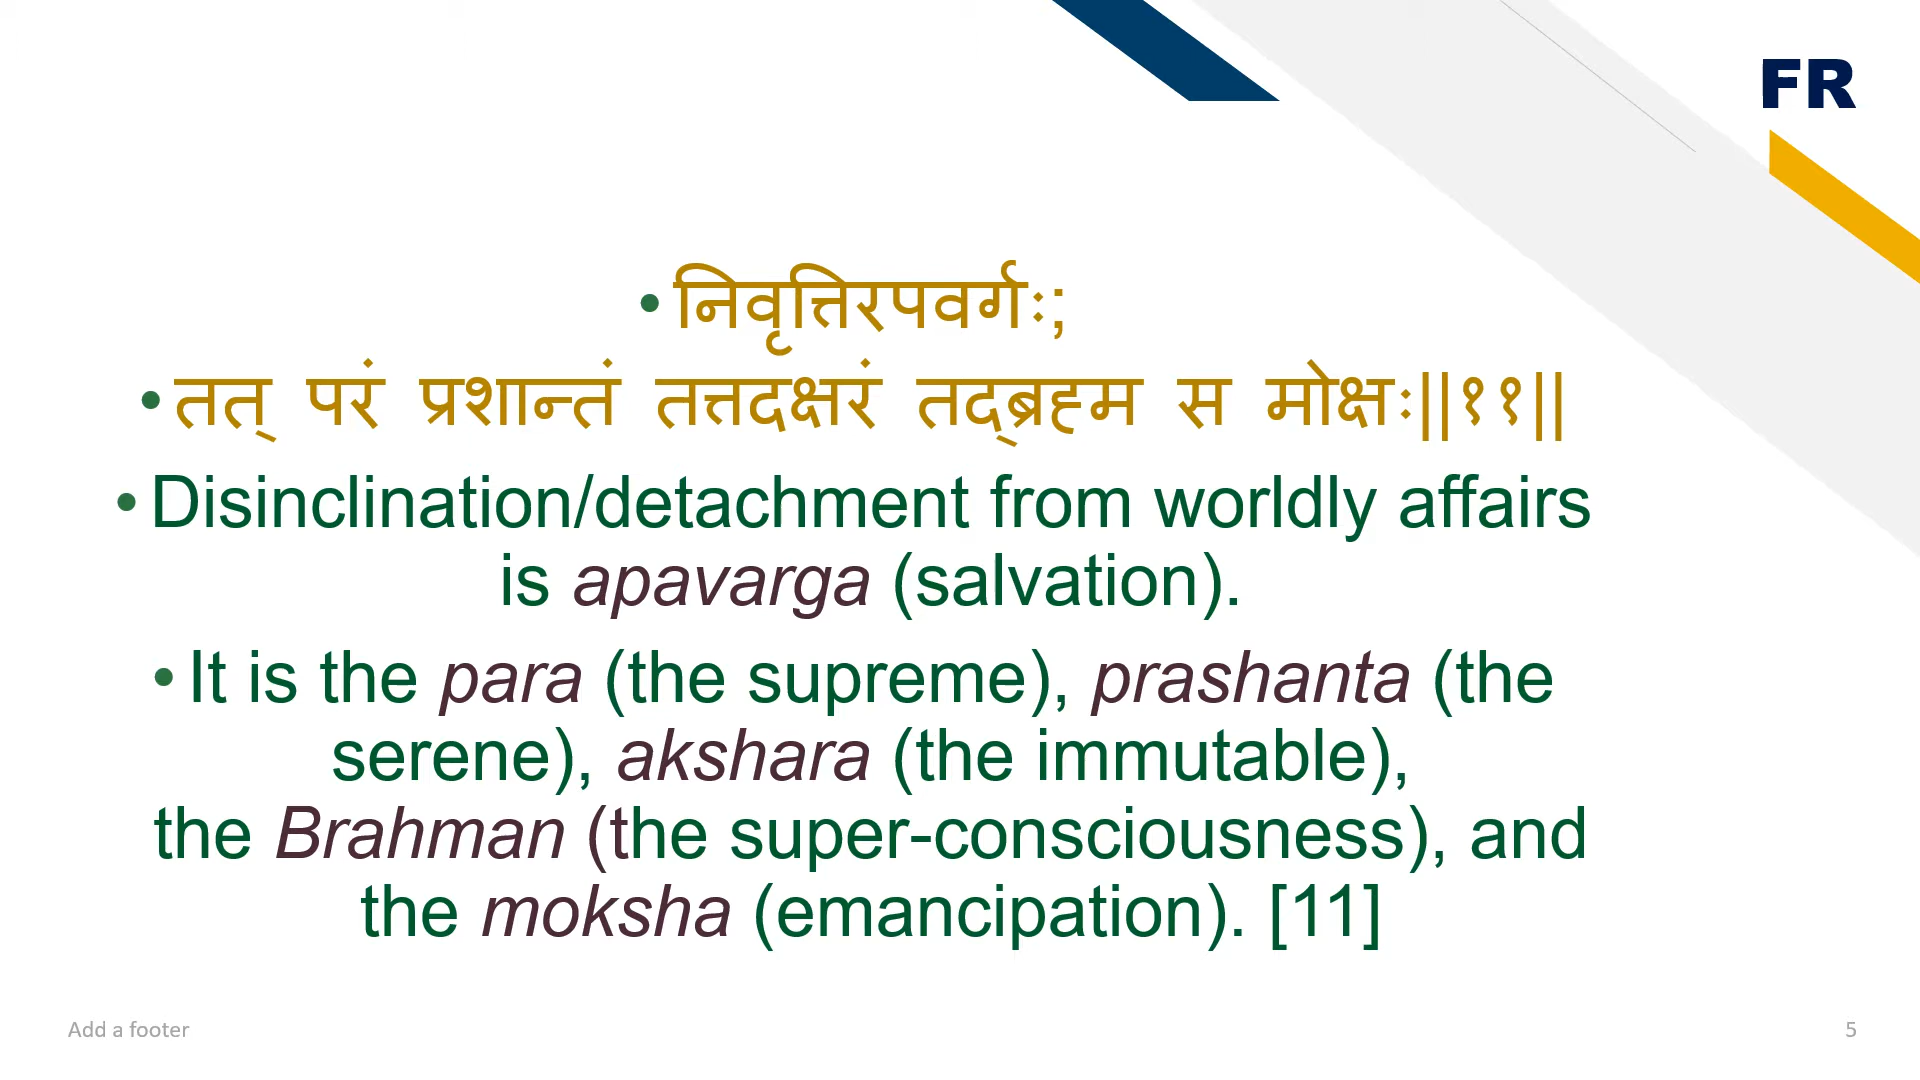 FR
• निवृत्तिरपवर्गः;
• तत् परं प्रशान्तं तत्तदक्षरं तद्ब्रह्म स मोक्षः||११||
• Disinclination/detachment from worldly affairs
is apavarga (salvation).
• It is the para (the supreme), prashanta (the
serene), akshara (the immutable),
the Brahman (the super-consciousness), and
the moksha (emancipation). [11]
Add a footer
5